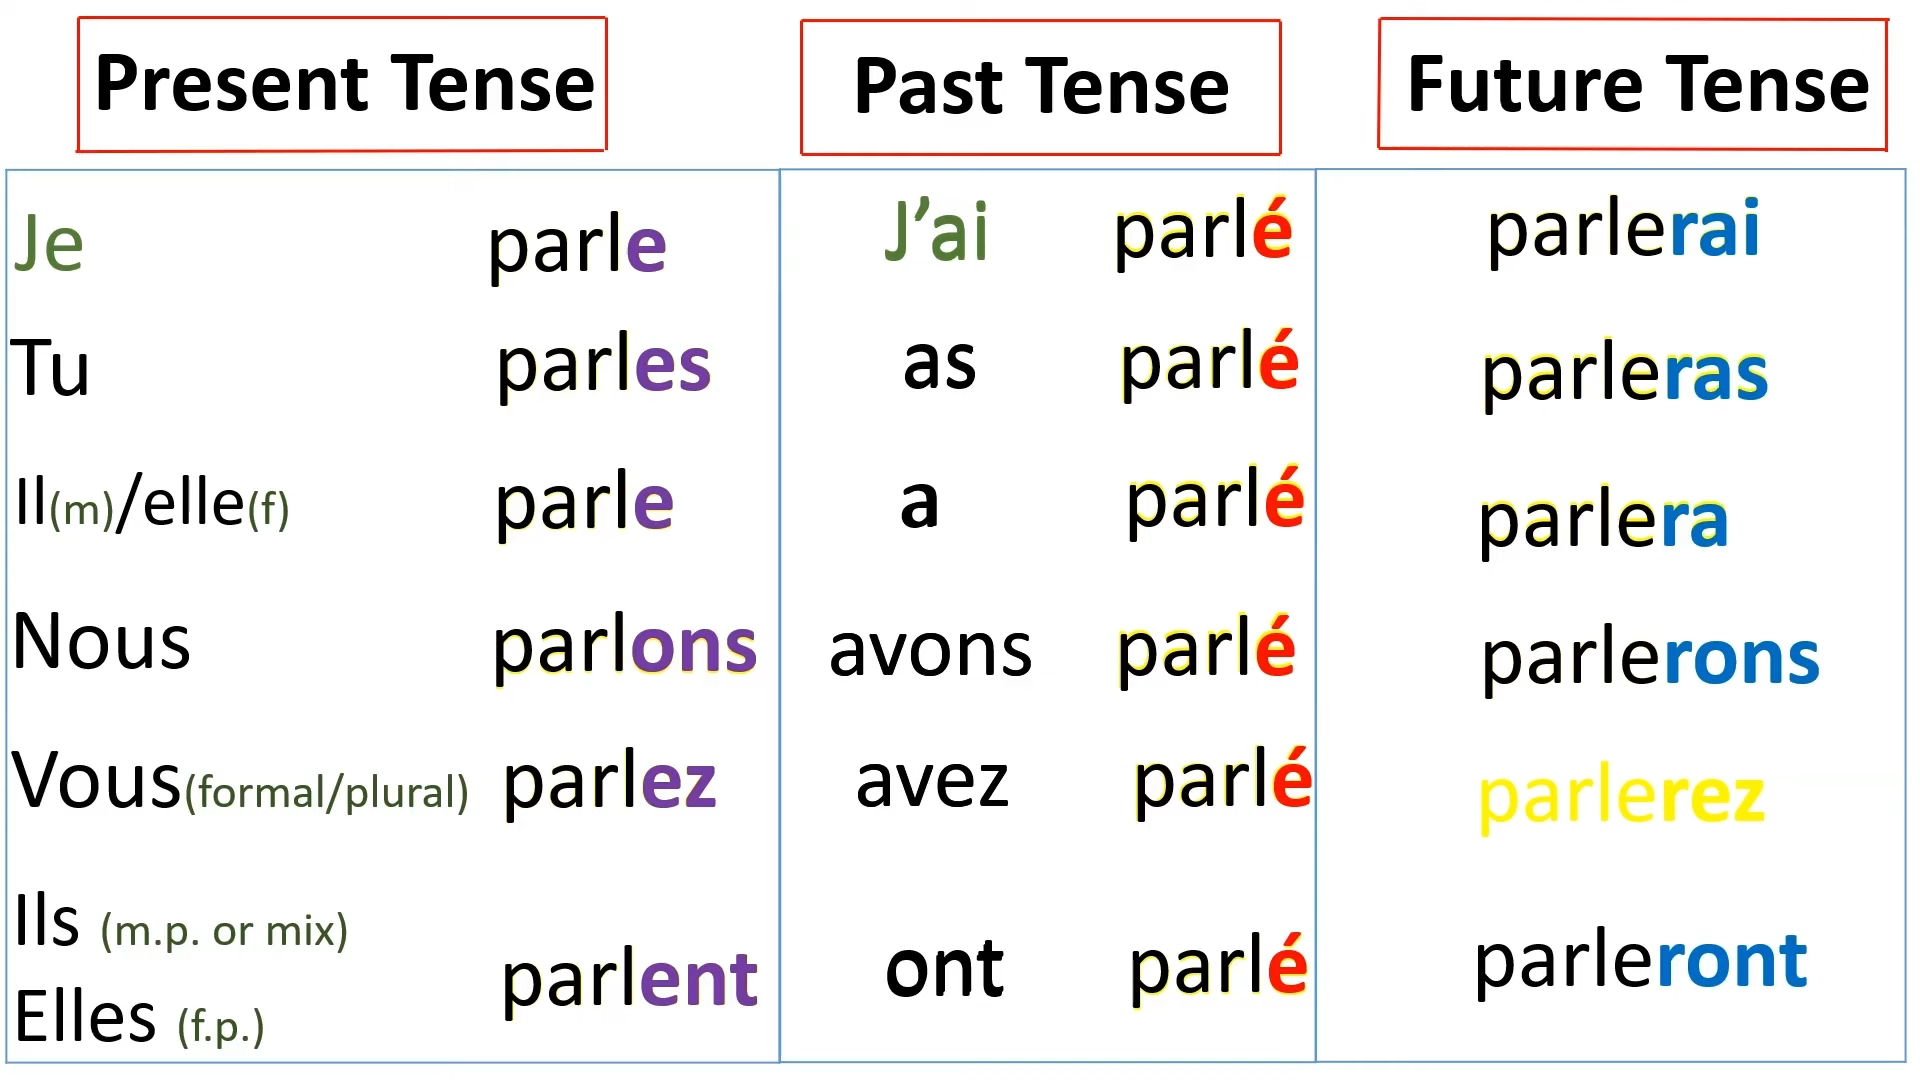 Present Tense Past Tense Future Tense
Je parle J’ai parlé parlerai
Tu parles as parlé parleras
Il(m)/elle(f) parle a parlé parlera
Nous parlons avons parlé parlerons
Vous(formal/plural) parlez avez parlé parlerez
Ils (m.p. or mix)
parlent ont parlé parleront
Elles (f.p.)